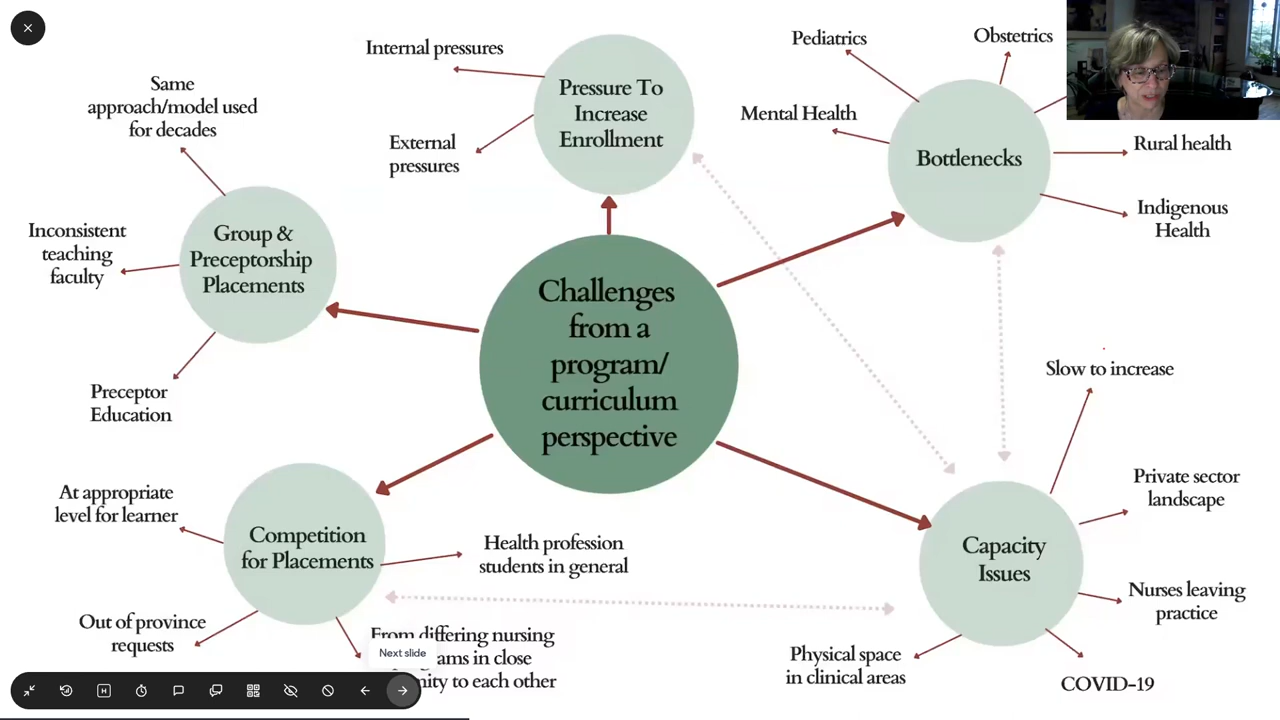 Challenges
from a
program/
curriculum
perspective
Pressure To
Increase
Enrollment
Internal pressures
External
pressures
Bottlenecks
Pediatrics
Obstetrics
Mental Health
Rural health
Indigenous
Health
Group &
Preceptorship
Placements
Same
approach/model used
for decades
Inconsistent
teaching
faculty
Preceptor
Education
Competition
for Placements
At appropriate
level for learner
Out of province
requests
Health profession
students in general
From differing nursing
in close
to each other
Capacity
Issues
Slow to increase
Private sector
landscape
Nurses leaving
practice
COVID-19
Physical space
in clinical areas
Next slide